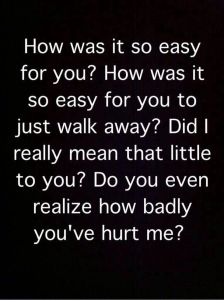 How was it so easy
for you? How was it
so easy for you to
just walk away? Did I
really mean that little
to you? Do you even
realize how badly
you've hurt me?